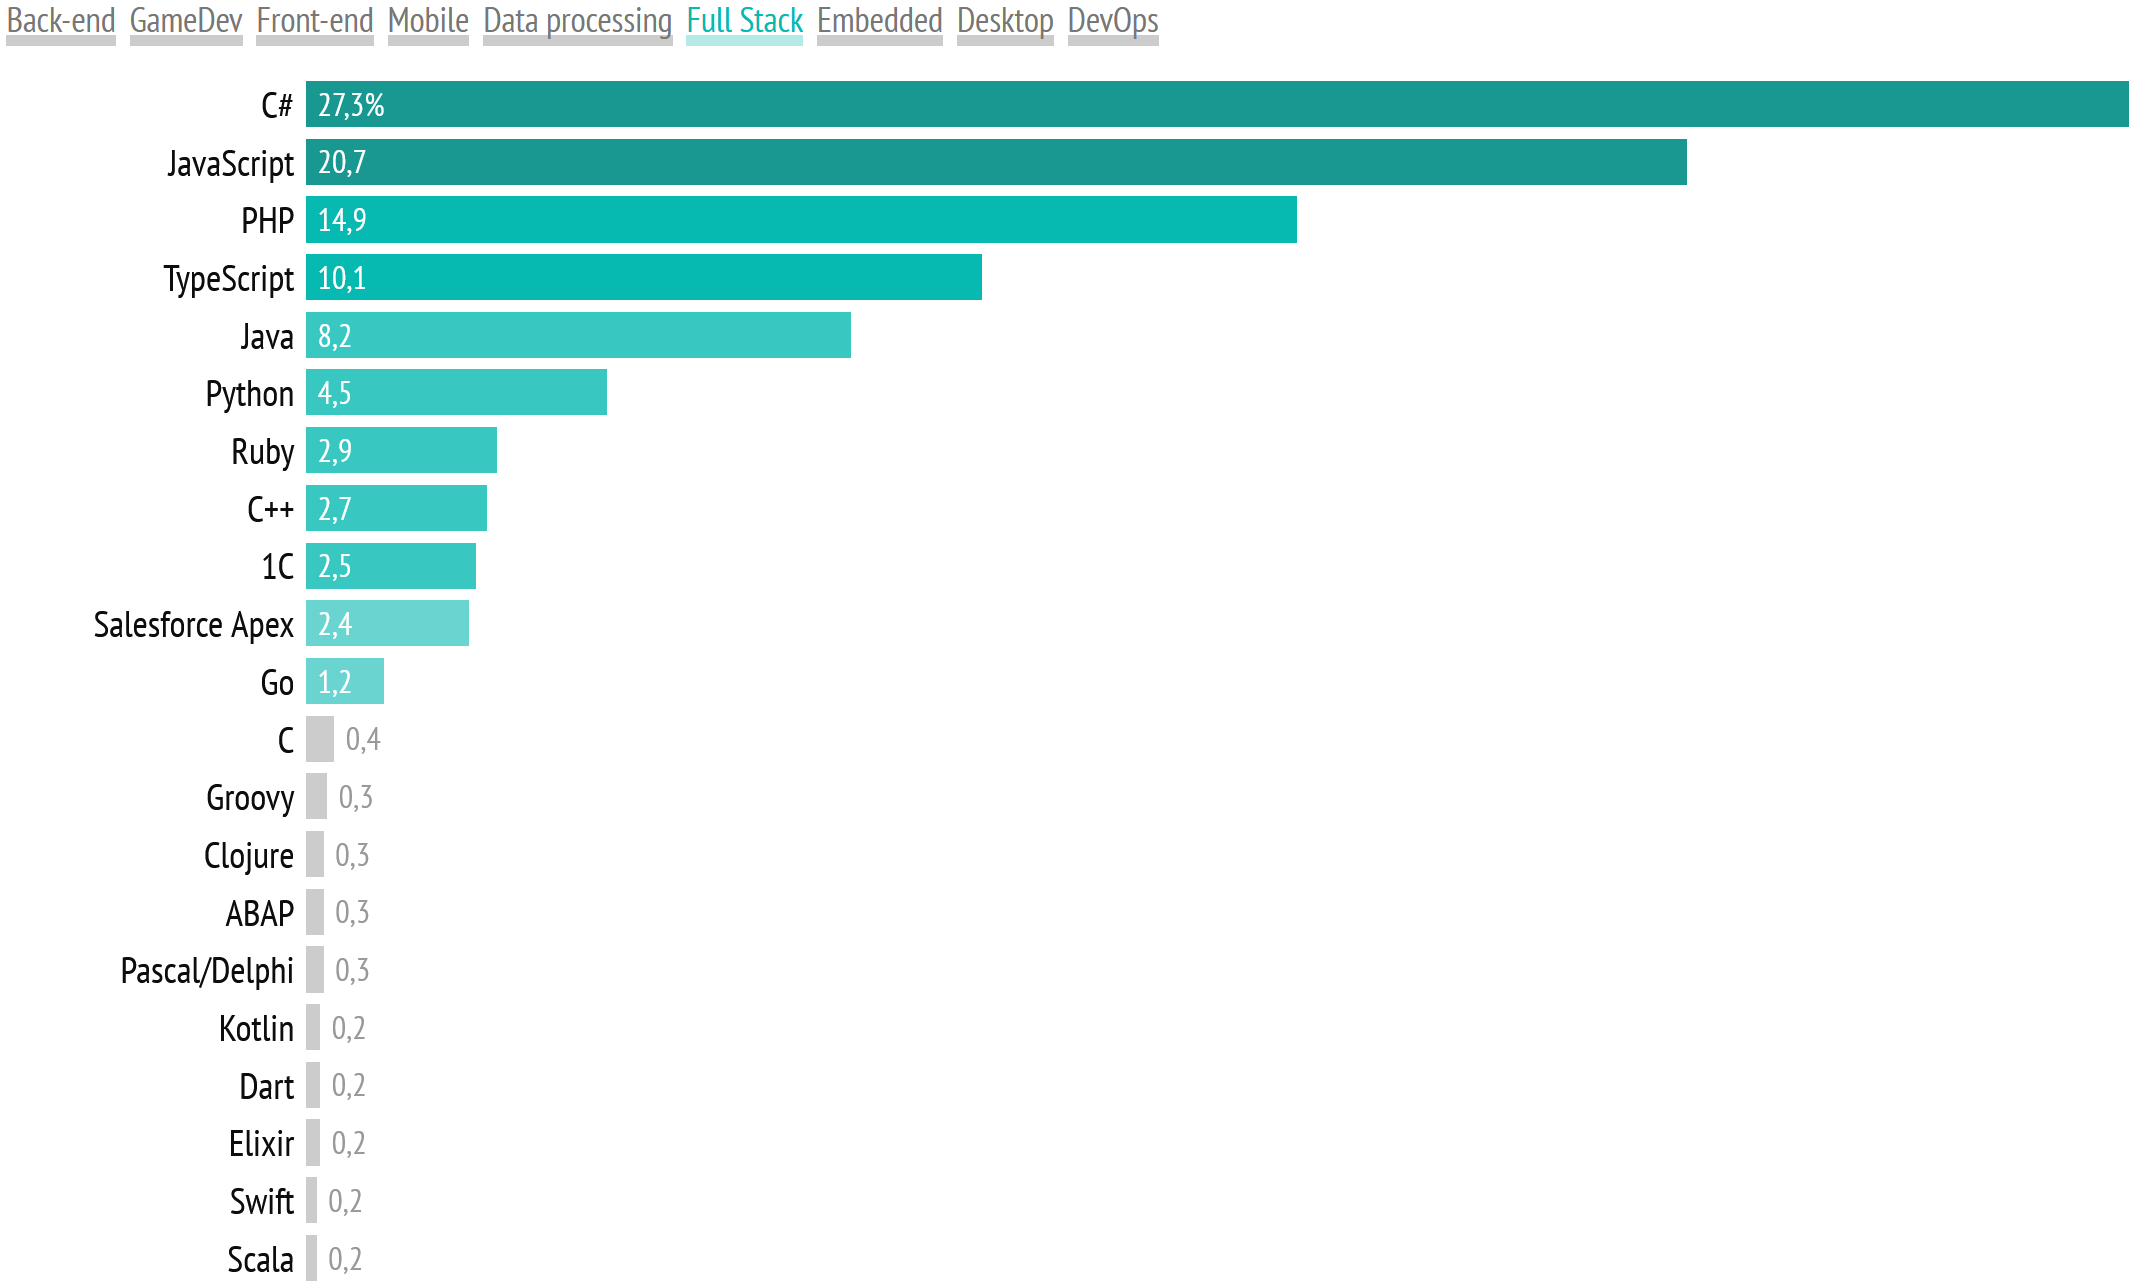 Back-end GameDev Front-end Mobile Data processing Full Stack Embedded Desktop DevOps
C# 27,3%
JavaScript 20,7
PHP 14,9
TypeScript 10,1
Java 8,2
Python 4,5
Ruby 2,9
C++ 2,7
1C 2,5
Salesforce Apex 2,4
Go 1,2
C 0,4
Groovy 0,3
Clojure 0,3
ABAP 0,3
Pascal/Delphi 0,3
Kotlin 0,2
Dart 0,2
Elixir 0,2
Swift 0,2
Scala 0,2